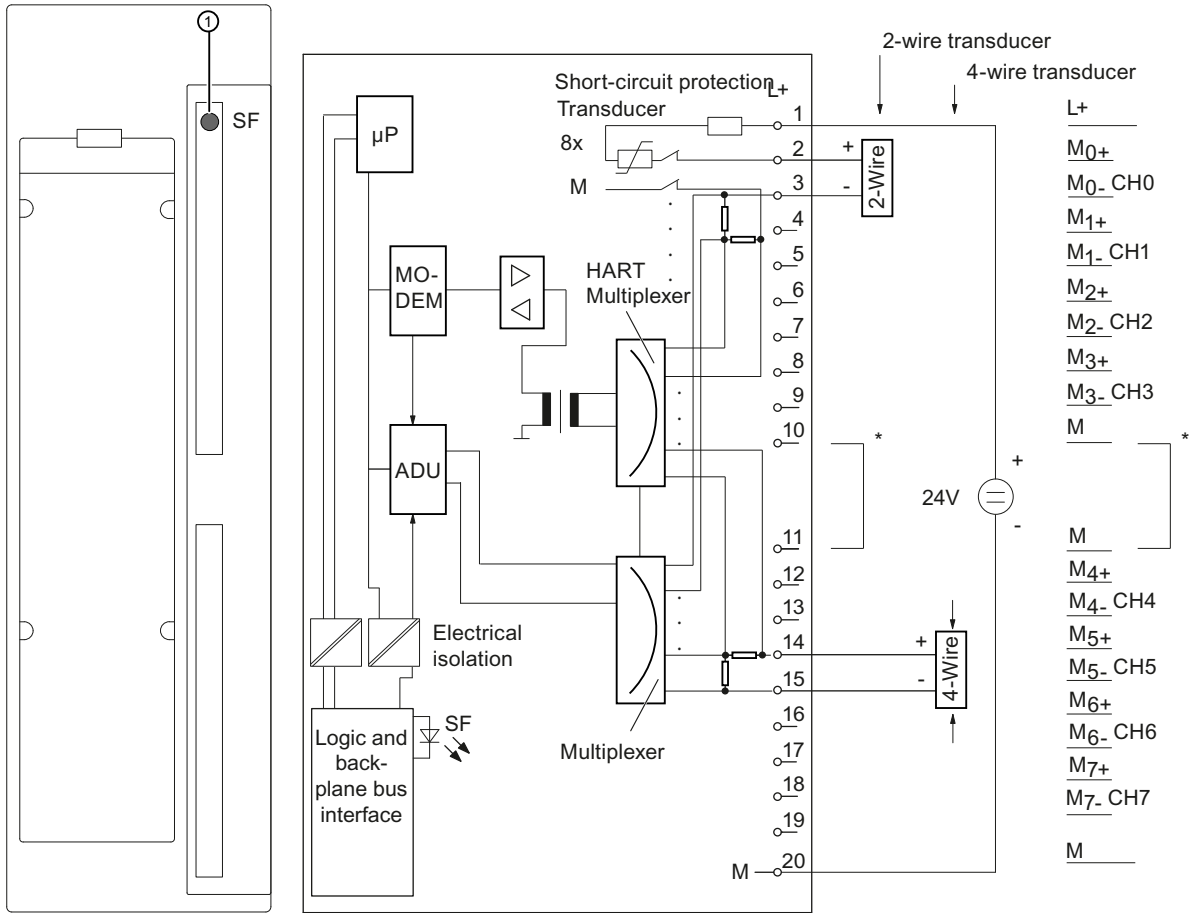 1
SF
2-wire transducer
4-wire transducer
Short-circuit protection
Transducer
L+
8x
M
µP
MO-
DEM
HART
Multiplexer
ADU
Electrical
isolation
Logic and
back-
plane bus
interface
SF
Multiplexer
1
2
3
4
5
6
7
8
9
10
11
12
13
14
15
16
17
18
19
M 20
+
-
2-Wire
*
24V
+
-
+
-
4-Wire
L+
M0+
M0- CH0
M1+
M1- CH1
M2+
M2- CH2
M3+
M3- CH3
M
*
M
M4+
M4- CH4
M5+
M5- CH5
M6+
M6- CH6
M7+
M7- CH7
M